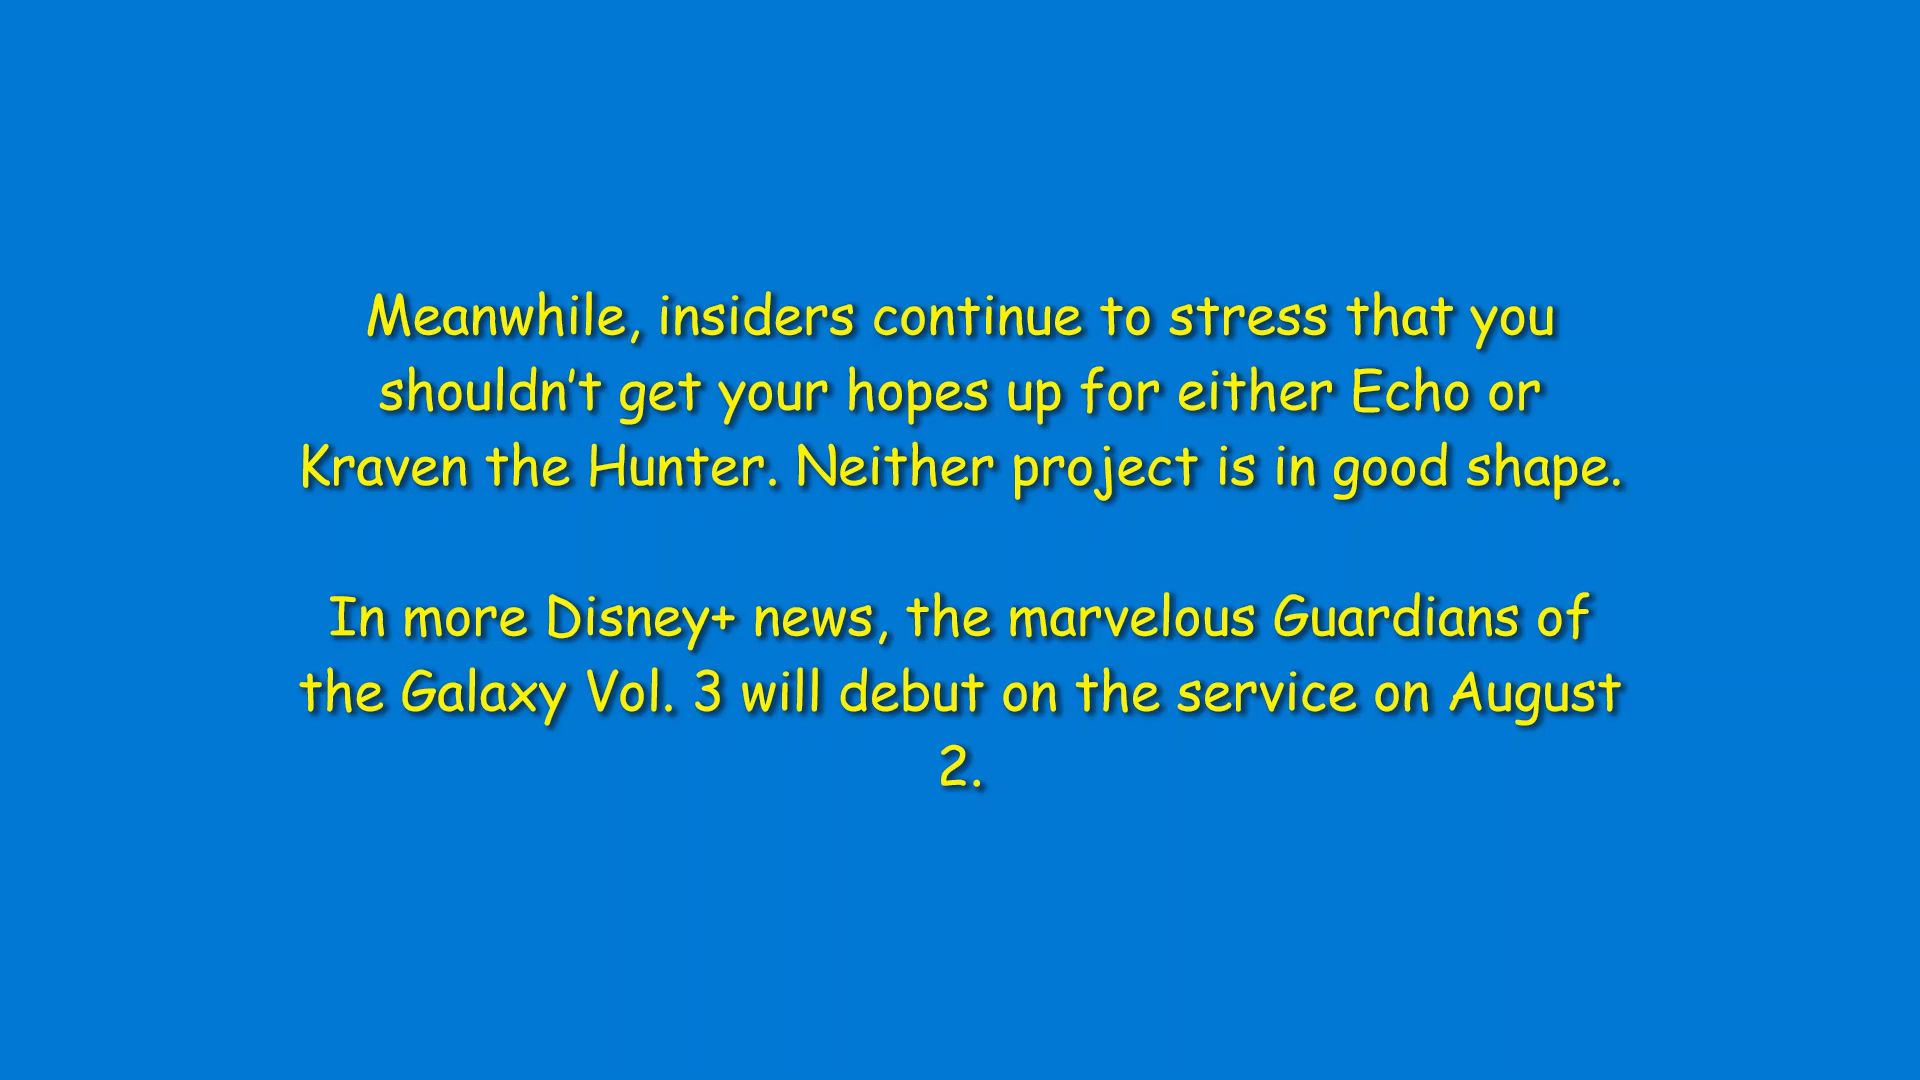 Meanwhile, insiders continue to stress that you
shouldn’t get your hopes up for either Echo or
Kraven the Hunter. Neither project is in good shape.
In more Disney+ news, the marvelous Guardians of
the Galaxy Vol. 3 will debut on the service on August
2.